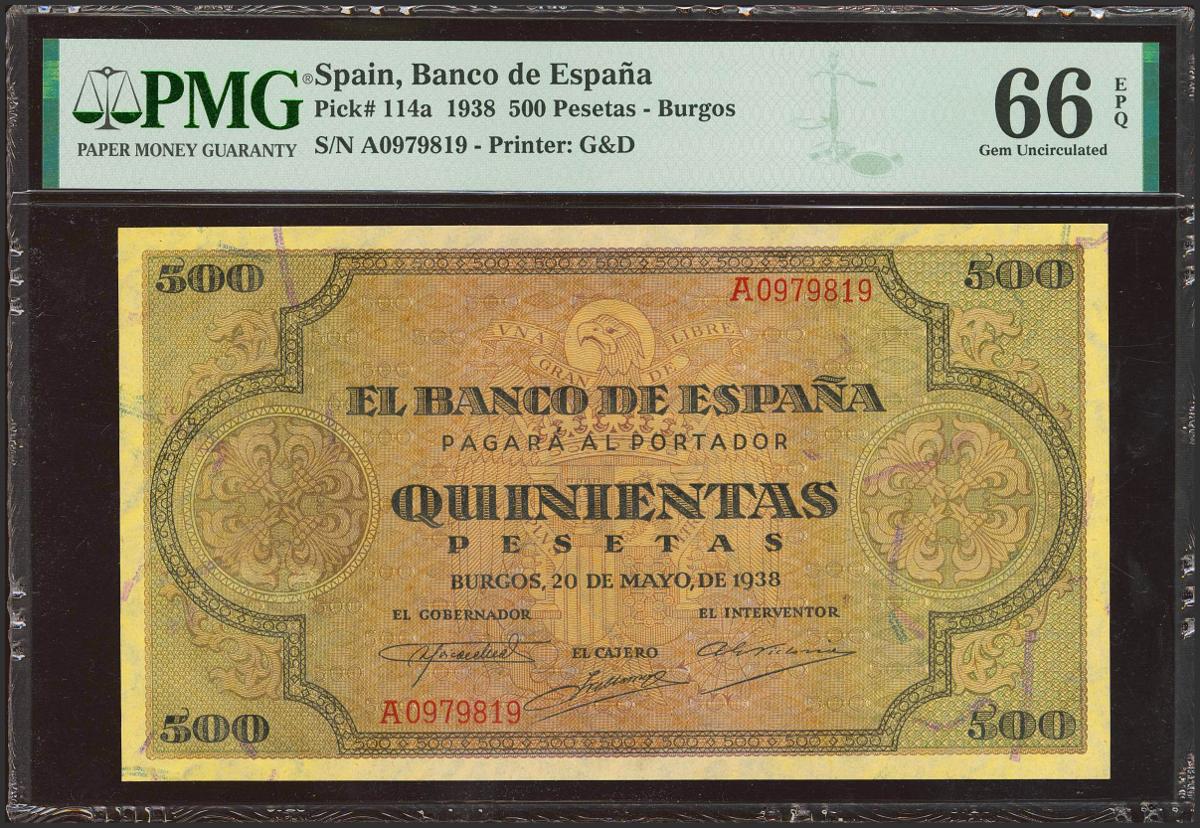 PMG®
PAPER MONEY GUARANTY
Spain, Banco de España
Pick# 114a 1938 500 Pesetas - Burgos
S/N A0979819 - Printer: G&D
66
EPQ
Gem Uncirculated
500
500
A0979819
VNA
GRAN
DE
LIBRE
EL BANCO DE ESPAÑA
PAGARÁ AL PORTADOR
QUINIENTAS
PESETAS
BURGOS, 20 DE MAYO, DE 1938
EL GOBERNADOR
EL INTERVENTOR
EL CAJERO
A0979819
500
500